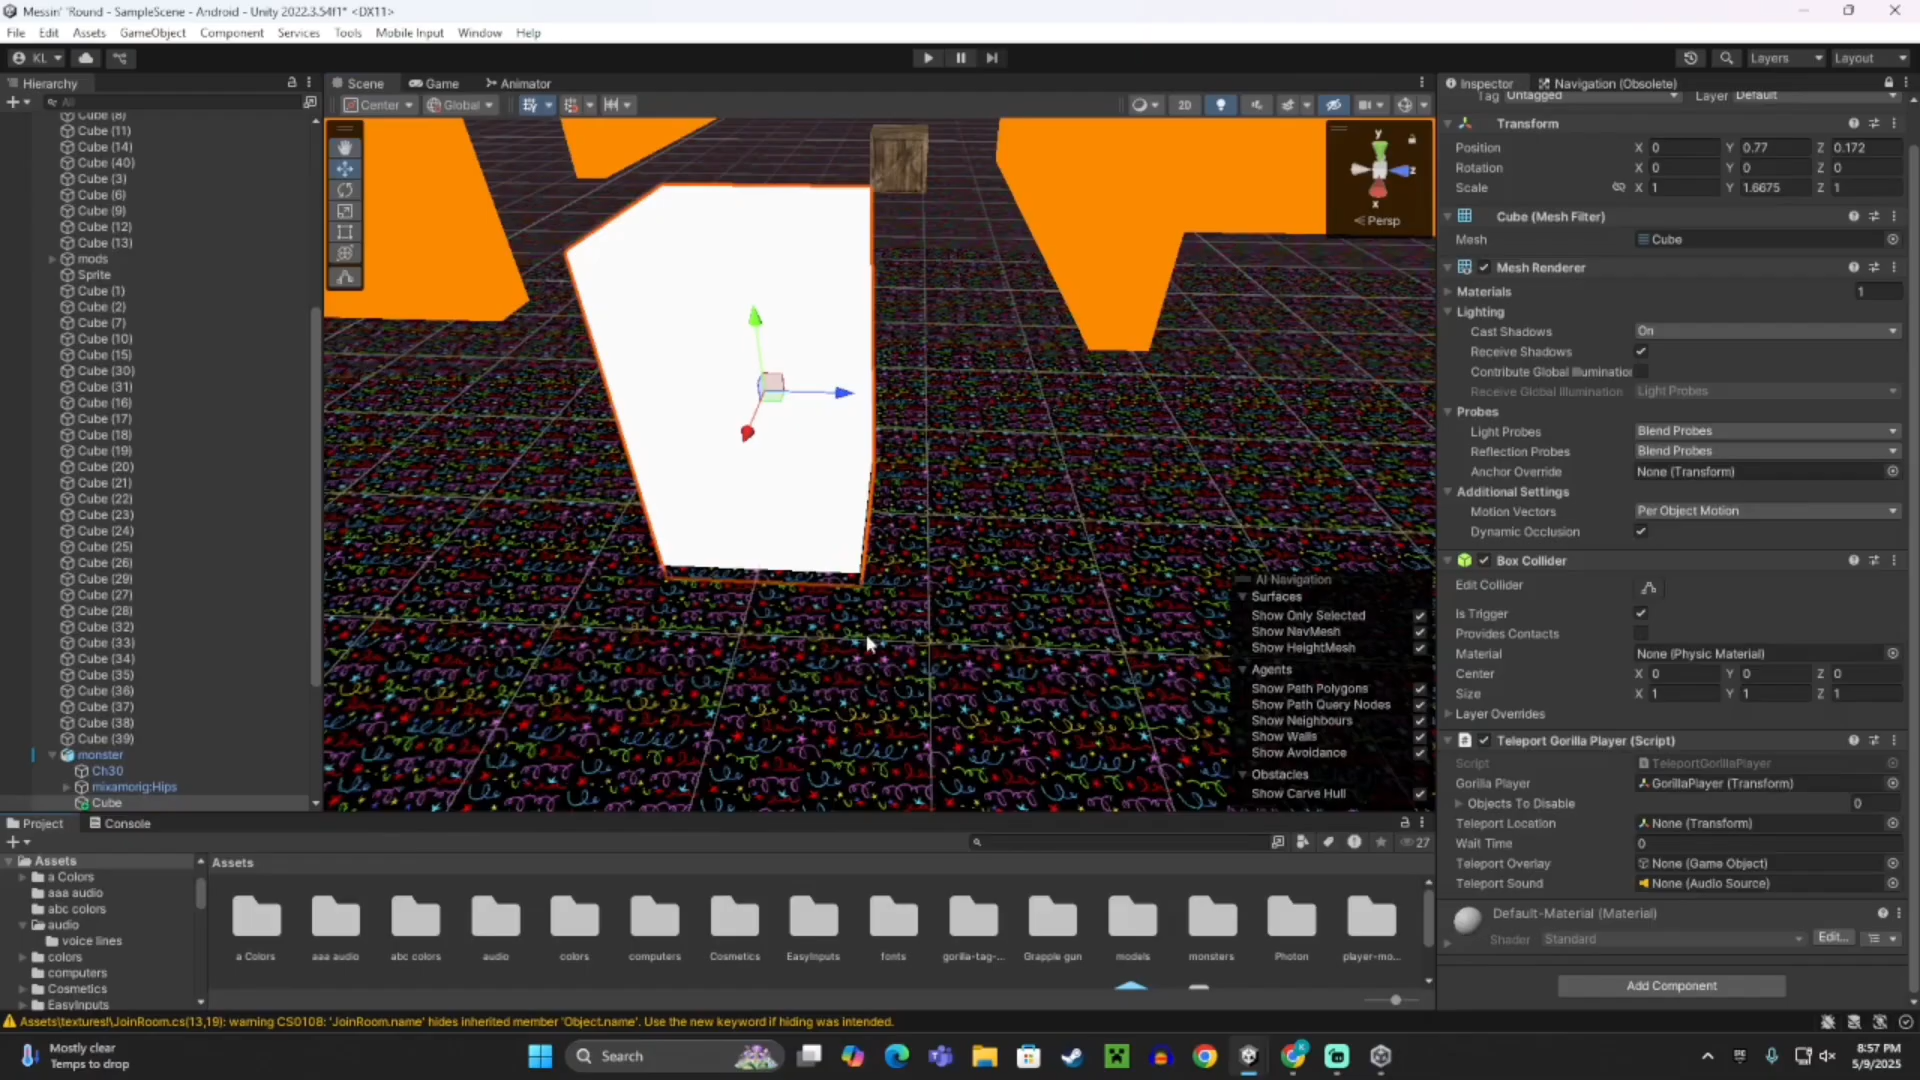 Messin' 'Round - SampleScene - Android - Unity 2022.3.54f1* <DX11>
File Edit Assets GameObject Component Services Tools Mobile Input Window Help
KL Layers Layout
Hierarchy Scene Game Animator Inspector Navigation (Obsolete)
All Center Global 2D
Tag Untagged Layer Default
Cube (8)
Cube (11)
Cube (14)
Cube (40)
Cube (3)
Cube (6)
Cube (9)
Cube (12)
Cube (13)
mods
Sprite
Cube (1)
Cube (2)
Cube (7)
Cube (10)
Cube (15)
Cube (30)
Cube (31)
Cube (16)
Cube (17)
Cube (18)
Cube (19)
Cube (20)
Cube (21)
Cube (22)
Cube (23)
Cube (24)
Cube (25)
Cube (26)
Cube (29)
Cube (27)
Cube (28)
Cube (32)
Cube (33)
Cube (34)
Cube (35)
Cube (36)
Cube (37)
Cube (38)
Cube (39)
monster
Ch30
mixamorig:Hips
Cube
y
z
x
Persp
AI Navigation
Surfaces
Show Only Selected
Show NavMesh
Show HeightMesh
Agents
Show Path Polygons
Show Path Query Nodes
Show Neighbours
Show Walls
Show Avoidance
Obstacles
Show Carve Hull
Transform
Position X 0 Y 0.77 Z 0.172
Rotation X 0 Y 0 Z 0
Scale X 1 Y 1.6675 Z 1
Cube (Mesh Filter)
Mesh Cube
Mesh Renderer
Materials 1
Lighting
Cast Shadows On
Receive Shadows
Contribute Global Illumination
Receive Global Illumination Light Probes
Probes
Light Probes Blend Probes
Reflection Probes Blend Probes
Anchor Override None (Transform)
Additional Settings
Motion Vectors Per Object Motion
Dynamic Occlusion
Box Collider
Edit Collider
Is Trigger
Provides Contacts
Material None (Physic Material)
Center X 0 Y 0 Z 0
Size X 1 Y 1 Z 1
Layer Overrides
Teleport Gorilla Player (Script)
Script TeleportGorillaPlayer
Gorilla Player GorillaPlayer (Transform)
Objects To Disable 0
Teleport Location None (Transform)
Wait Time 0
Teleport Overlay None (Game Object)
Teleport Sound None (Audio Source)
Default-Material (Material)
Shader Standard Edit...
Add Component
Project Console
27
Assets
a Colors
aaa audio
abc colors
audio
voice lines
colors
computers
Cosmetics
EasyInputs
Assets
a Colors aaa audio abc colors audio colors computers Cosmetics EasyInputs fonts gorilla-tag-... Grapple gun models monsters Photon player-mo...
Assets\textures!\JoinRoom.cs(13,19): warning CS0108: 'JoinRoom.name' hides inherited member 'Object.name'. Use the new keyword if hiding was intended.
Mostly clear
Temps to drop
Search
8:57 PM
5/9/2025